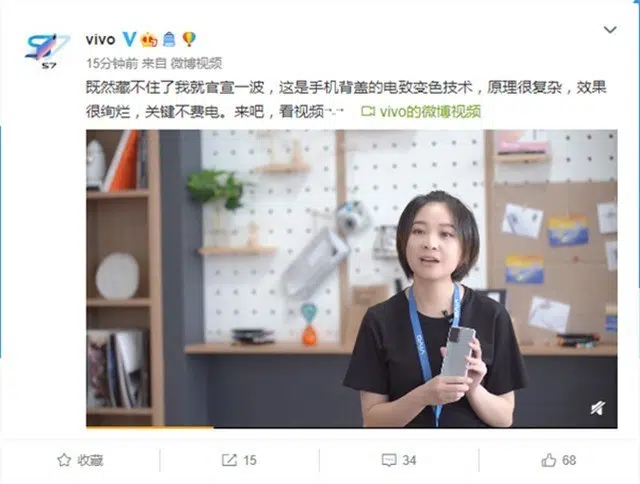 S7
S7
vivo
15分钟前 来自 微博视频
既然藏不住了我就官宣一波，这是手机背盖的电致变色技术，原理很复杂，效果
很绚烂，关键不费电。来吧，看视频→→ vivo的微博视频
vivo
收藏 15 34 68